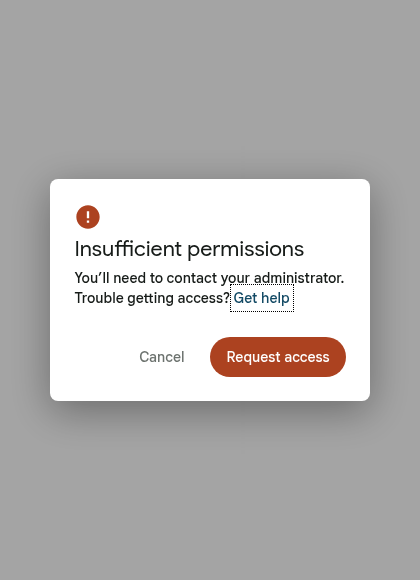 Insufficient permissions
You’ll need to contact your administrator.
Trouble getting access? Get help
Cancel
Request access